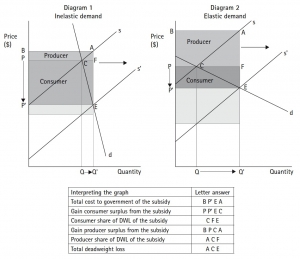 Diagram 1
Inelastic demand
Price
($)
B
P
P'
Producer
Consumer
A
C
F
E
s
s'
d
Q
Q'
Quantity
Diagram 2
Elastic demand
Price
($)
B
P
P'
Producer
Consumer
A
C
F
E
s
s'
d
Q
Q'
Quantity
Interpreting the graph Letter answer
Total cost to government of the subsidy B P' E A
Gain consumer surplus from the subsidy P P' E C
Consumer share of DWL of the subsidy C F E
Gain producer surplus from the subsidy B P C A
Producer share of DWL of the subsidy A C F
Total deadweight loss A C E